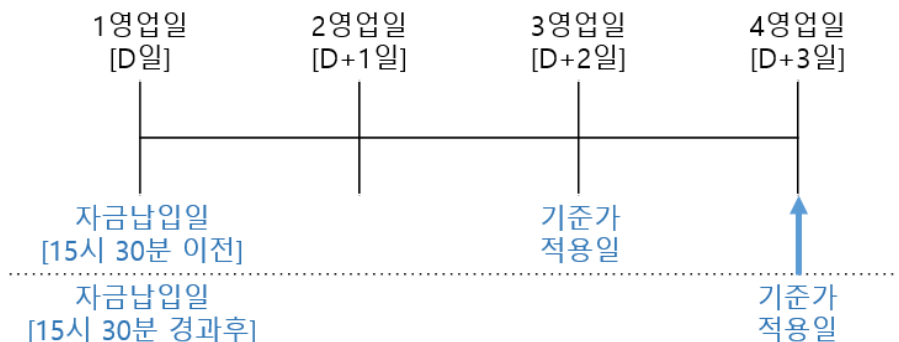 1영업일 2영업일 3영업일 4영업일
[D일] [D+1일] [D+2일] [D+3일]
자금납입일 기준가
[15시 30분 이전] 적용일
자금납입일 기준가
[15시 30분 경과후] 적용일